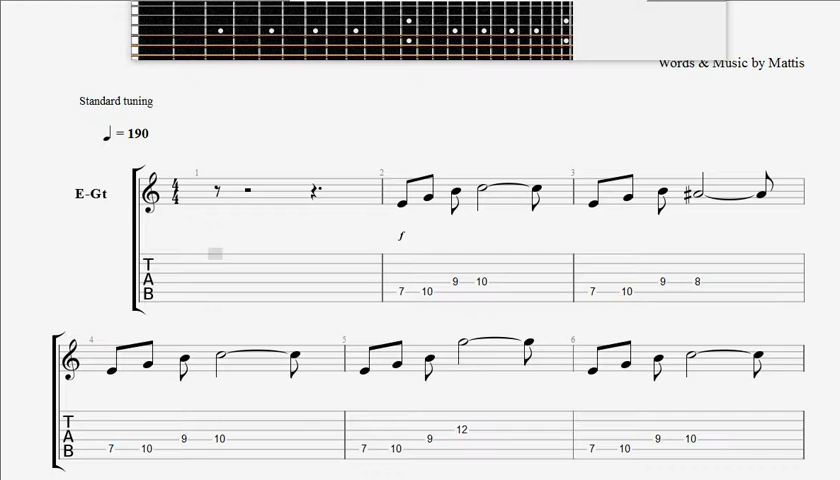 Words & Music by Mattis
Standard tuning
= 190
E-Gt
1 2 3
4
4
f
T
A
B
9 10 9 8
7 10 7 10
4 5 6
T
A
B
12
9 10 9 9 10
7 10 7 10 7 10